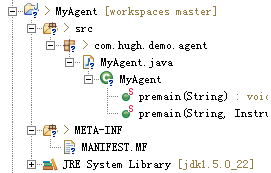 MyAgent [workspaces master]
src
com.hugh.demo.agent
MyAgent.java
MyAgent
premain(String) : voi
premain(String, Instru
META-INF
MANIFEST.MF
JRE System Library [jdk1.5.0_22]